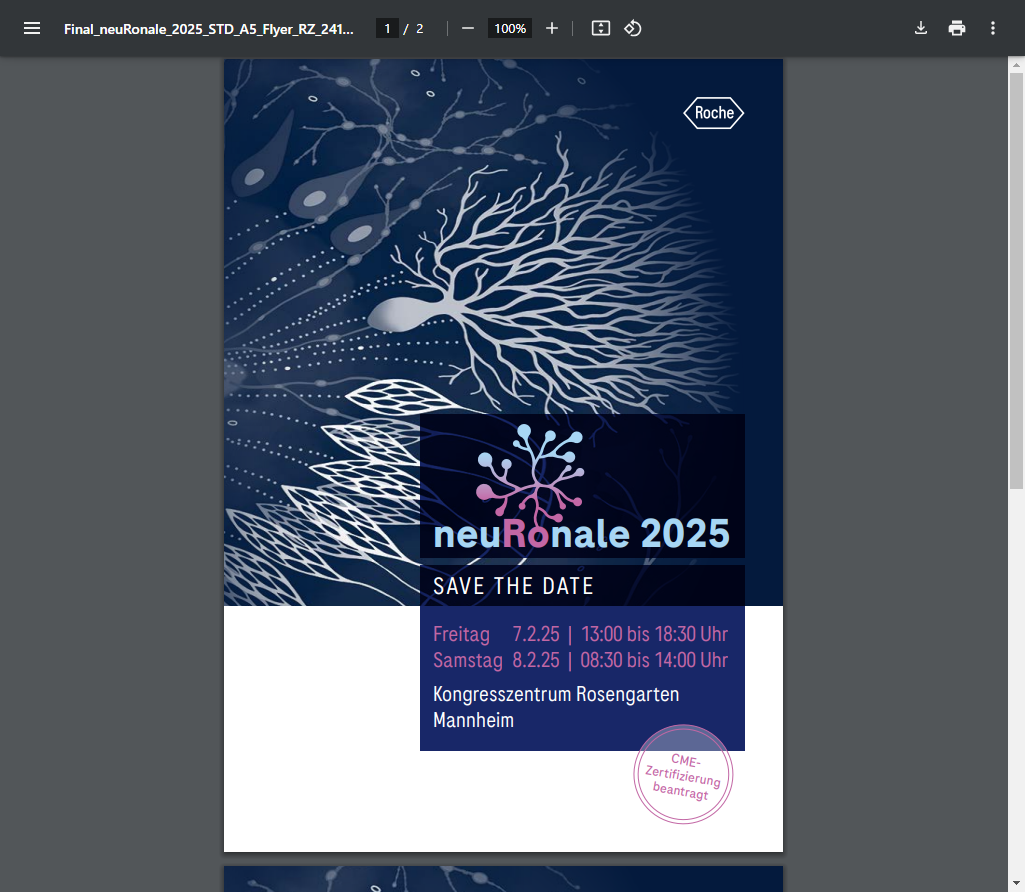 Final_neuRonale_2025_STD_A5_Flyer_RZ_241...
1 / 2
100%
Roche
neuRonale 2025
SAVE THE DATE
Freitag 7.2.25 | 13:00 bis 18:30 Uhr
Samstag 8.2.25 | 08:30 bis 14:00 Uhr
Kongresszentrum Rosengarten
Mannheim
CME-
Zertifizierung
beantragt